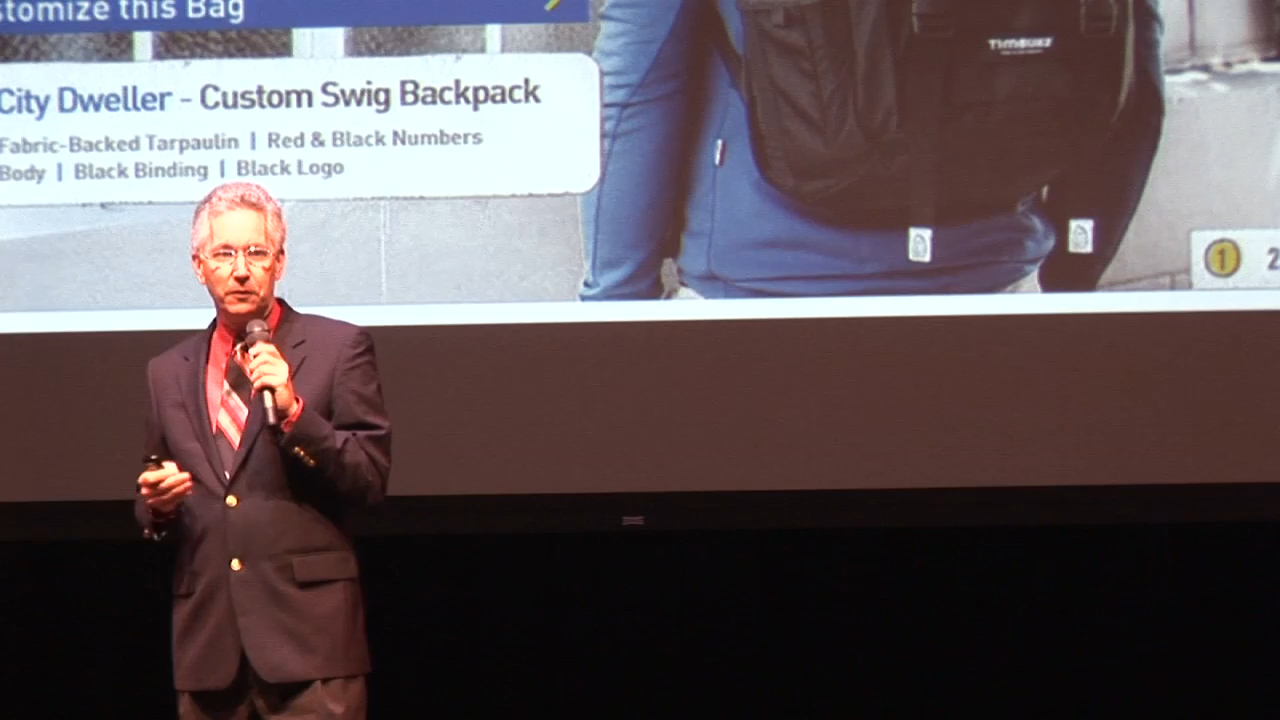 stomize this Bag
City Dweller - Custom Swig Backpack
Fabric-Backed Tarpaulin | Red & Black Numbers
Body | Black Binding | Black Logo
TIMBUK2
1 2